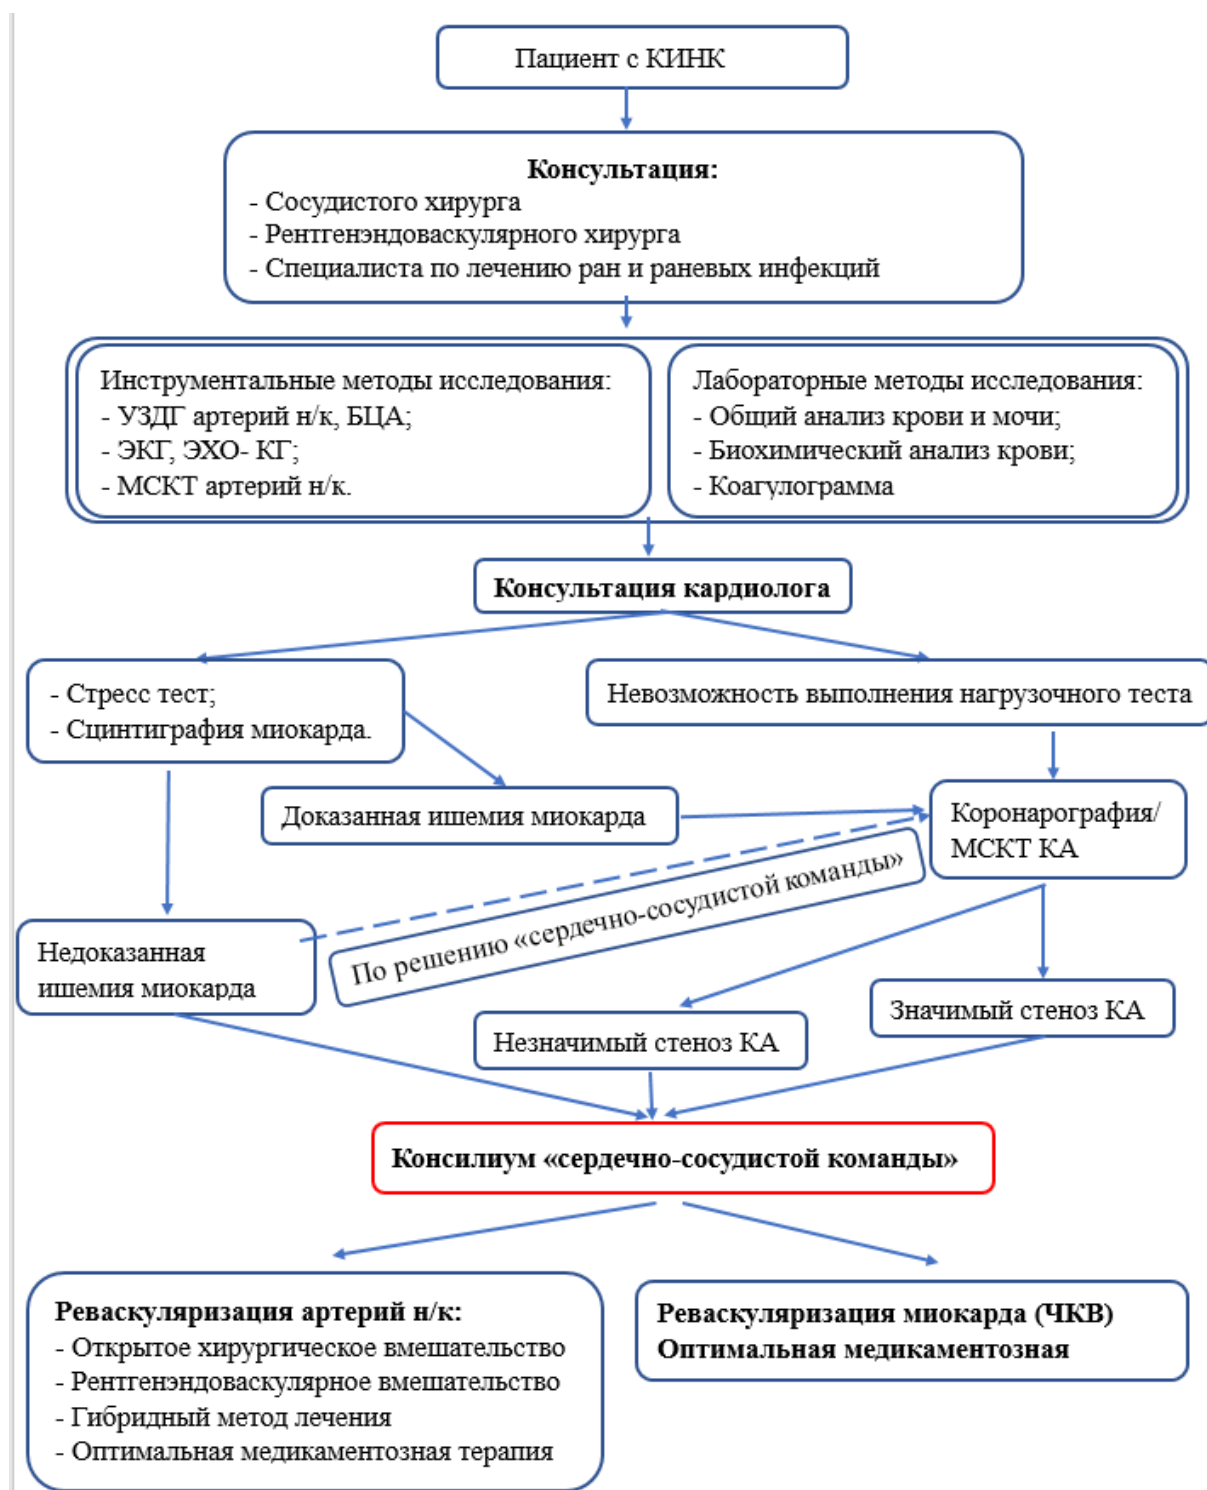 Пациент с КИНК
Консультация:
- Сосудистого хирурга
- Рентгенэндоваскулярного хирурга
- Специалиста по лечению ран и раневых инфекций
Инструментальные методы исследования:
- УЗДГ артерий н/к, БЦА;
- ЭКГ, ЭХО- КГ;
- МСКТ артерий н/к.
Лабораторные методы исследования:
- Общий анализ крови и мочи;
- Биохимический анализ крови;
- Коагулограмма
Консультация кардиолога
- Стресс тест;
- Сцинтиграфия миокарда.
Невозможность выполнения нагрузочного теста
Доказанная ишемия миокарда
Коронарография/
МСКТ КА
По решению «сердечно-сосудистой команды»
Недоказанная
ишемия миокарда
Незначимый стеноз КА
Значимый стеноз КА
Консилиум «сердечно-сосудистой команды»
Реваскуляризация артерий н/к:
- Открытое хирургическое вмешательство
- Рентгенэндоваскулярное вмешательство
- Гибридный метод лечения
- Оптимальная медикаментозная терапия
Реваскуляризация миокарда (ЧКВ)
Оптимальная медикаментозная